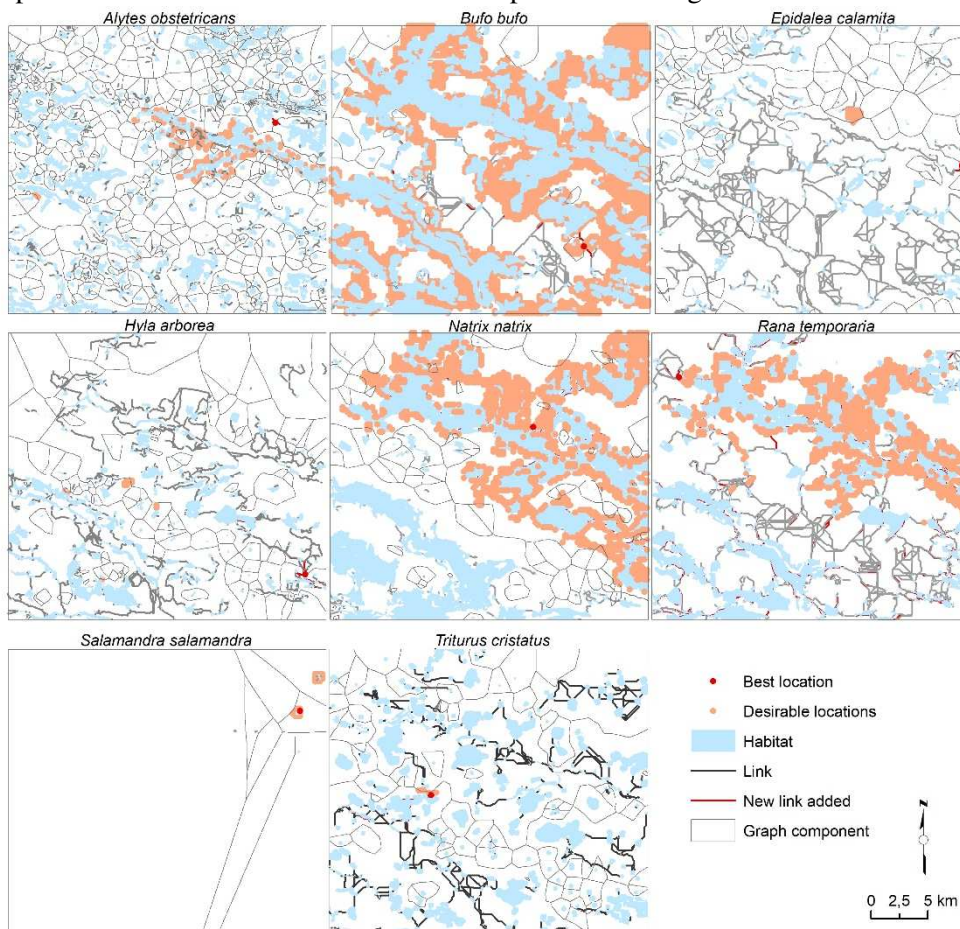 Alytes obstetricans
Bufo bufo
Epidalea calamita
Hyla arborea
Natrix natrix
Rana temporaria
Salamandra salamandra
Triturus cristatus
Best location
Desirable locations
Habitat
Link
New link added
Graph component
N
0 2,5 5 km